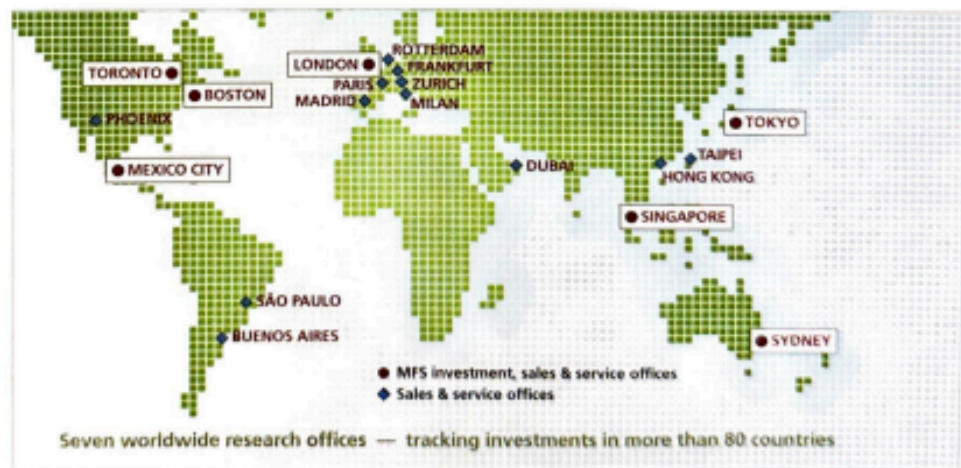 ROTTERDAM
LONDON
FRANKFURT
TORONTO
PARIS
ZURICH
BOSTON
MADRID
MILAN
PHOENIX
TOKYO
TAIPEI
MEXICO CITY
DUBAI
HONG KONG
SINGAPORE
SÃO PAULO
BUENOS AIRES
SYDNEY
MFS investment, sales & service offices
Sales & service offices
Seven worldwide research offices — tracking investments in more than 80 countries